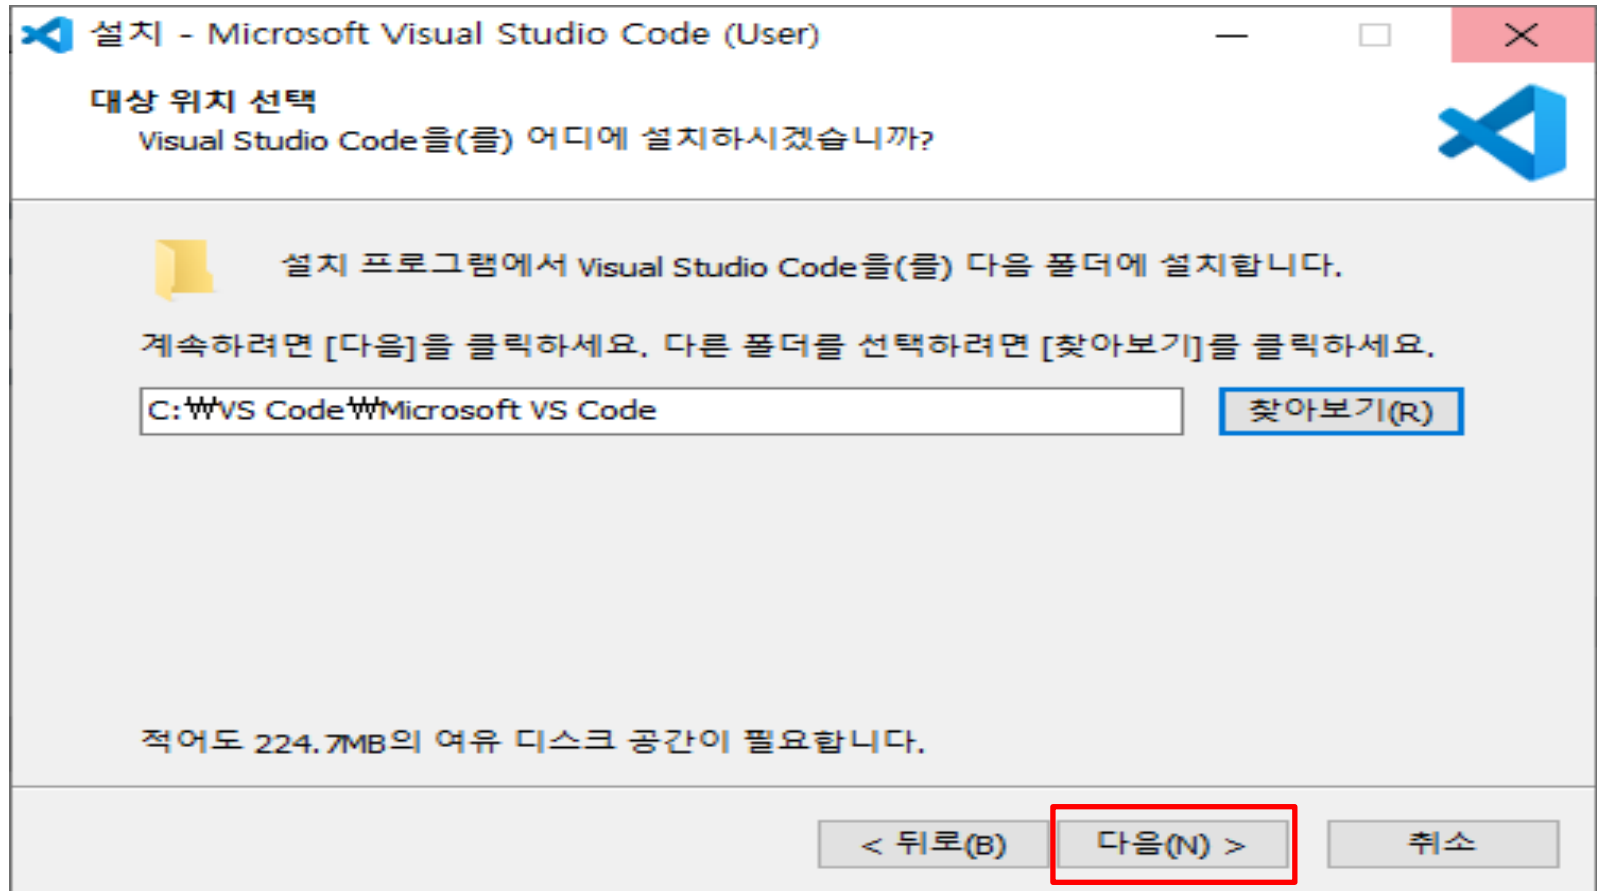 설치 - Microsoft Visual Studio Code (User)
대상 위치 선택
Visual Studio Code을(를) 어디에 설치하시겠습니까?
설치 프로그램에서 Visual Studio Code을(를) 다음 폴더에 설치합니다.
계속하려면 [다음]을 클릭하세요. 다른 폴더를 선택하려면 [찾아보기]를 클릭하세요.
C:₩VS Code₩Microsoft VS Code
찾아보기(R)
적어도 224.7MB의 여유 디스크 공간이 필요합니다.
< 뒤로(B)
다음(N) >
취소